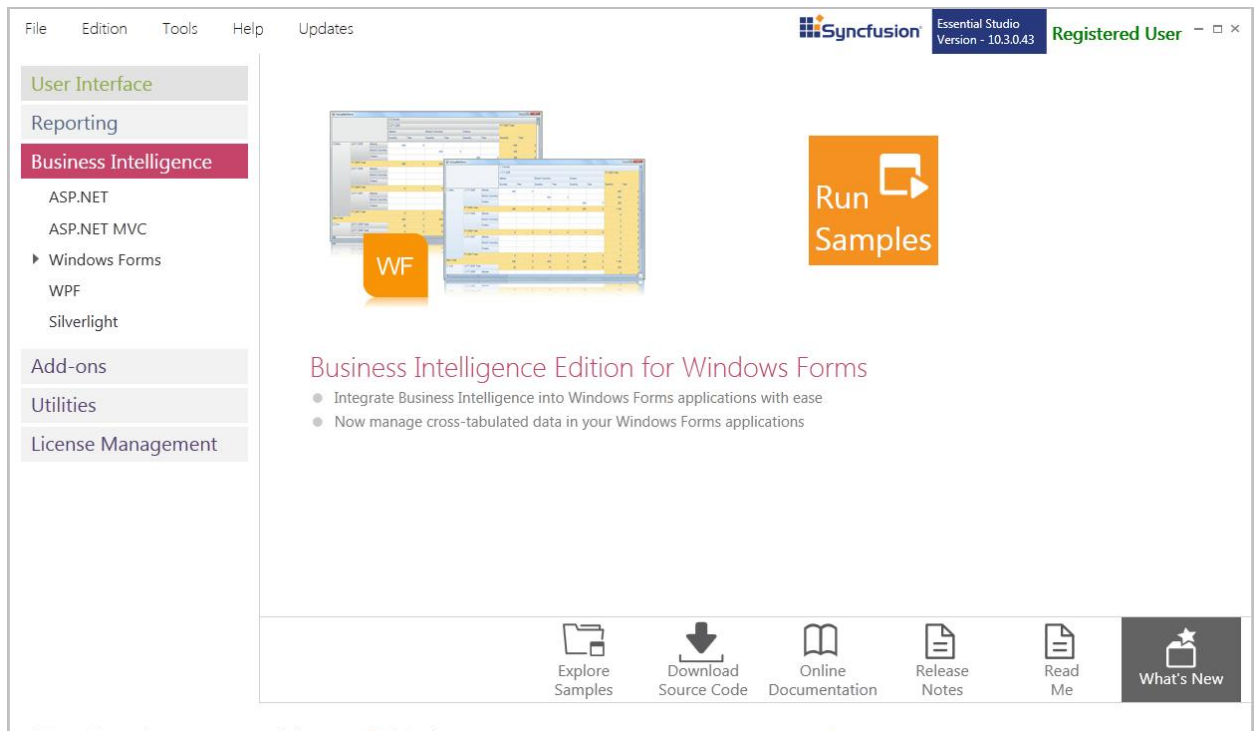 File Edition Tools Help Updates
Syncfusion
Essential Studio
Version - 10.3.0.43
Registered User
User Interface
Reporting
Business Intelligence
ASP.NET
ASP.NET MVC
Windows Forms
WPF
Silverlight
Add-ons
Utilities
License Management
WF
Run
Samples
Business Intelligence Edition for Windows Forms
Integrate Business Intelligence into Windows Forms applications with ease
Now manage cross-tabulated data in your Windows Forms applications
Explore
Samples
Download
Source Code
Online
Documentation
Release
Notes
Read
Me
What's New